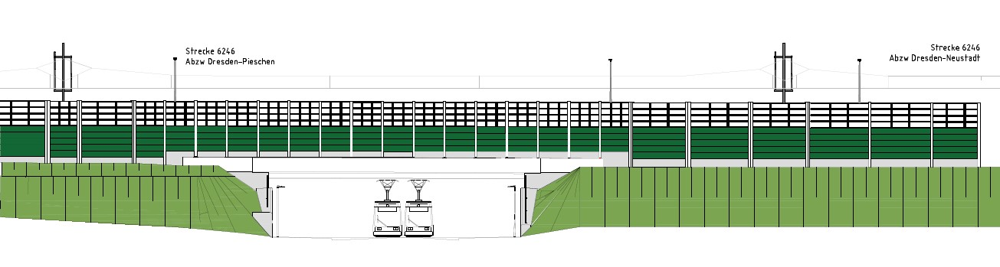 Strecke 6246
Abzw Dresden-Pieschen
Strecke 6246
Abzw Dresden-Neustadt